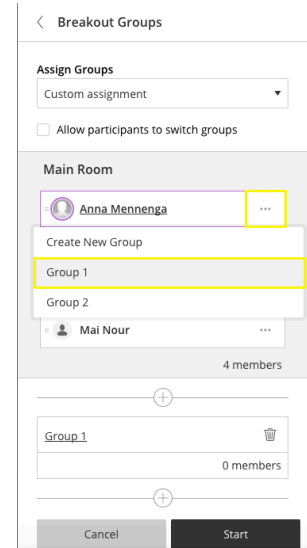 Breakout Groups
Assign Groups
Custom assignment
Allow participants to switch groups
Main Room
Anna Mennenga
Create New Group
Group 1
Group 2
Mai Nour
4 members
Group 1
0 members
Cancel Start